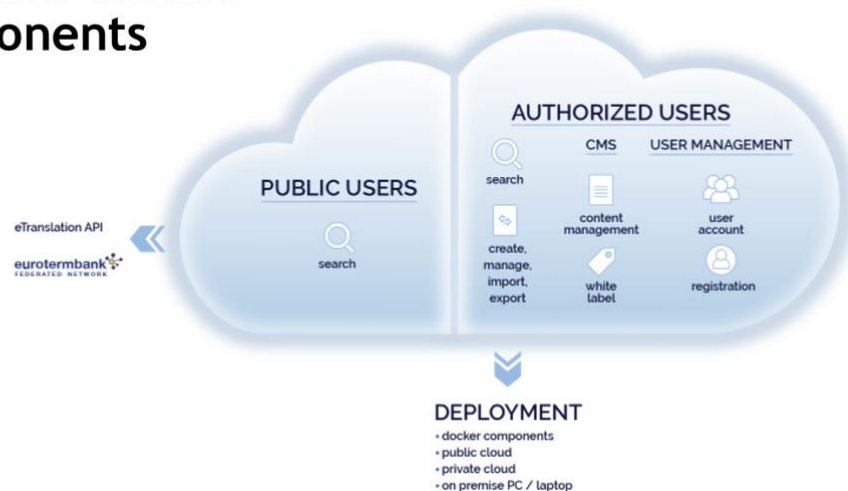 onents
AUTHORIZED USERS
CMS
USER MANAGEMENT
PUBLIC USERS
search
search
content
management
user
account
create,
manage,
import,
export
white
label
registration
eTranslation API
eurotermbank
FEDERATED NETWORK
DEPLOYMENT
• docker components
• public cloud
• private cloud
• on premise PC / laptop